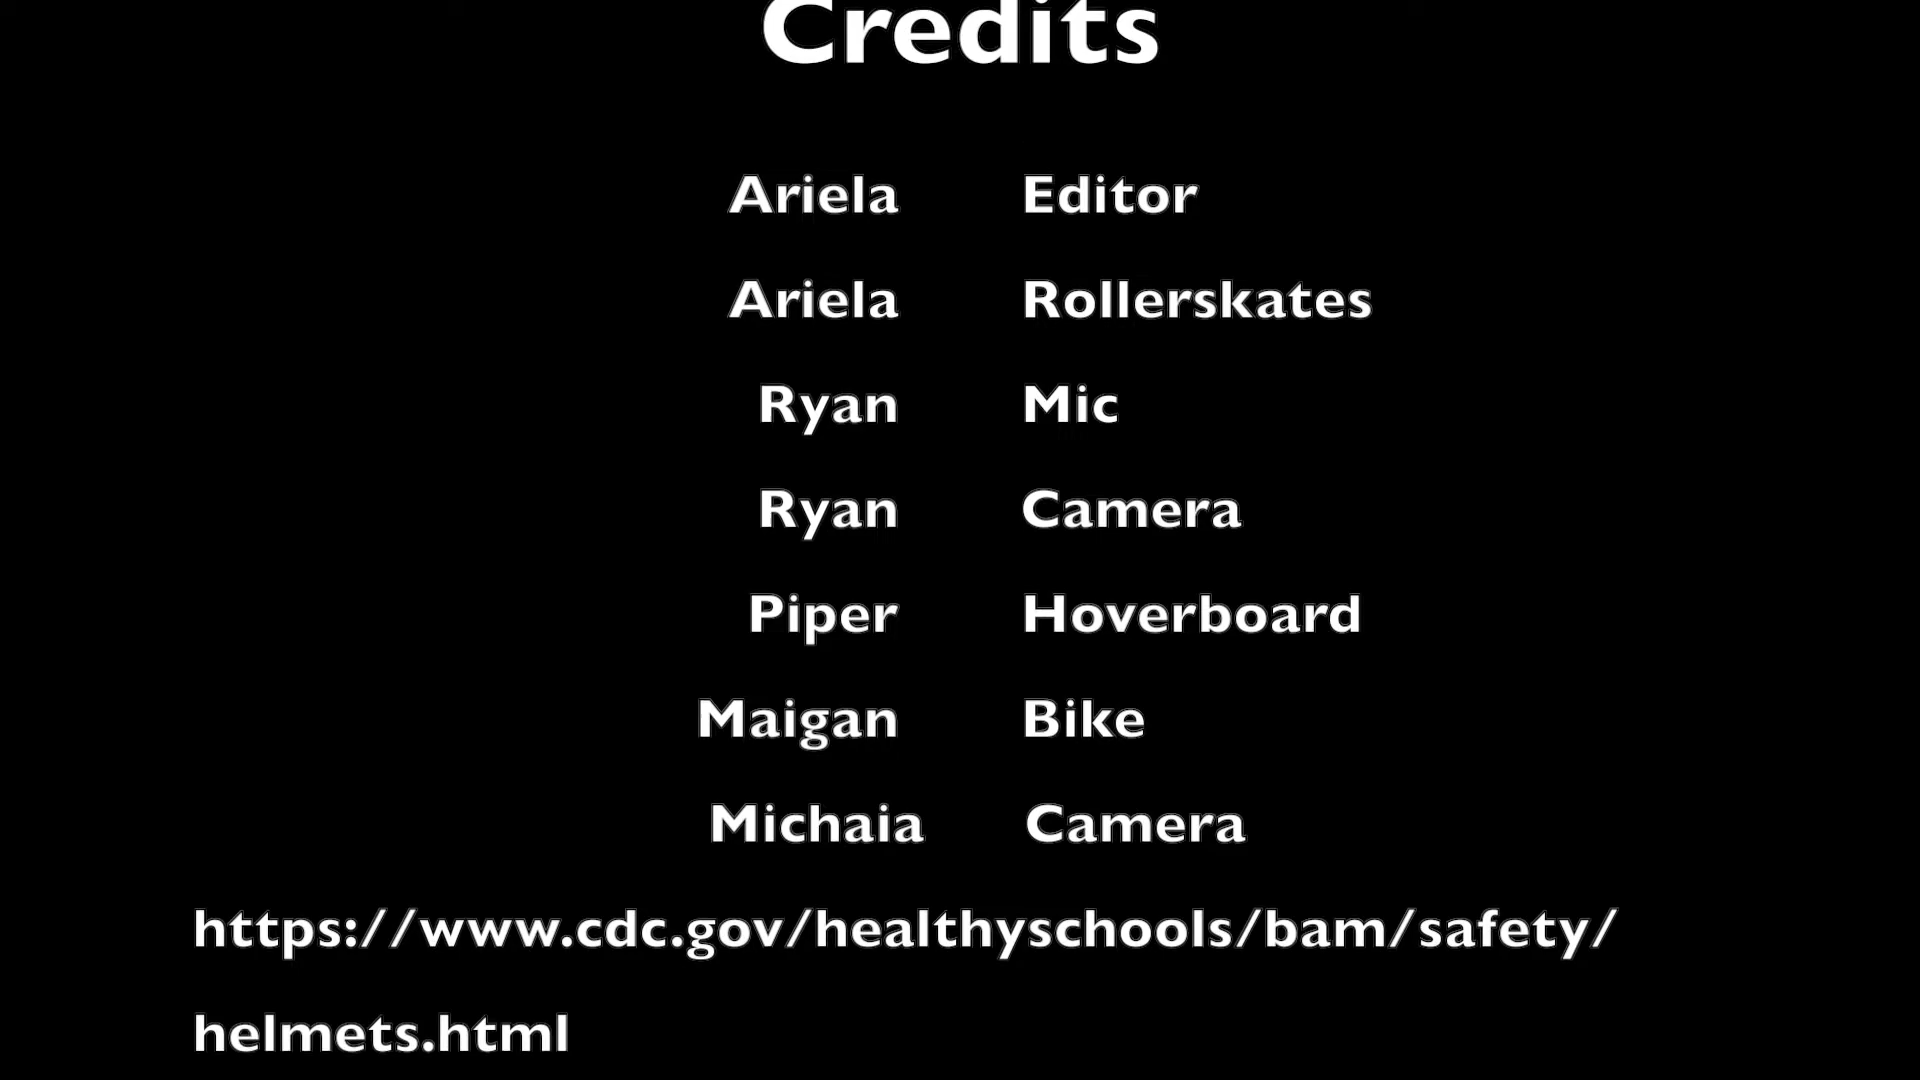 Credits
Ariela Editor
Ariela Rollerskates
Ryan Mic
Ryan Camera
Piper Hoverboard
Maigan Bike
Michaia Camera
https://www.cdc.gov/healthyschools/bam/safety/
helmets.html